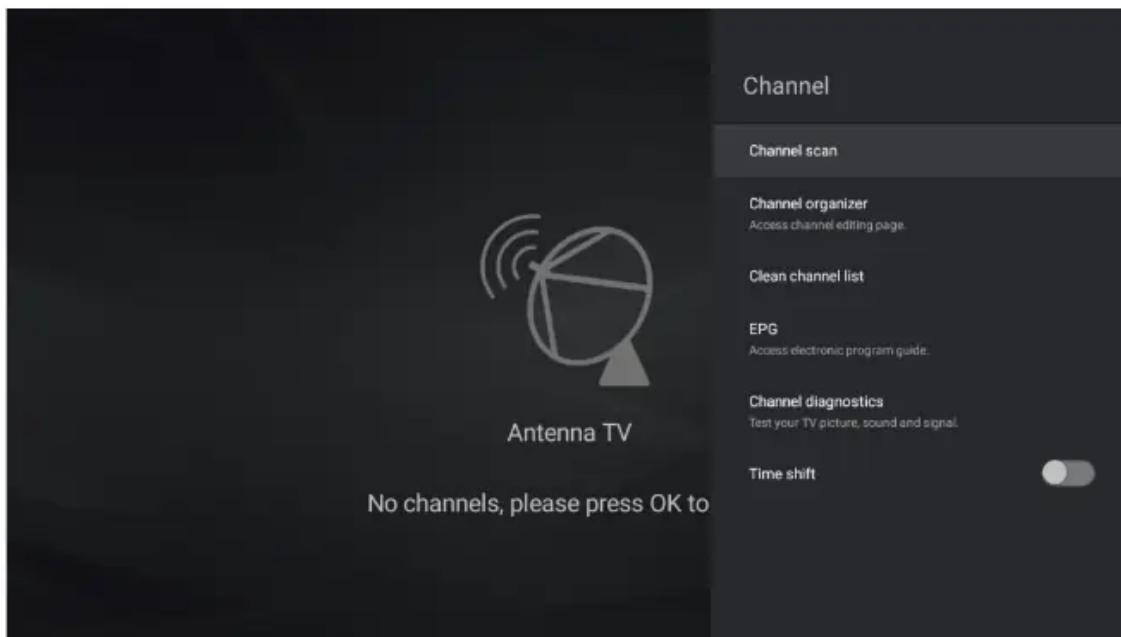 Channel
Channel scan
Channel organizer
Access channel editing page.
Clean channel list
EPG
Access electronic program guide.
Channel diagnostics
Test your TV picture, sound and signal.
Time shift
Antenna TV
No channels, please press OK to